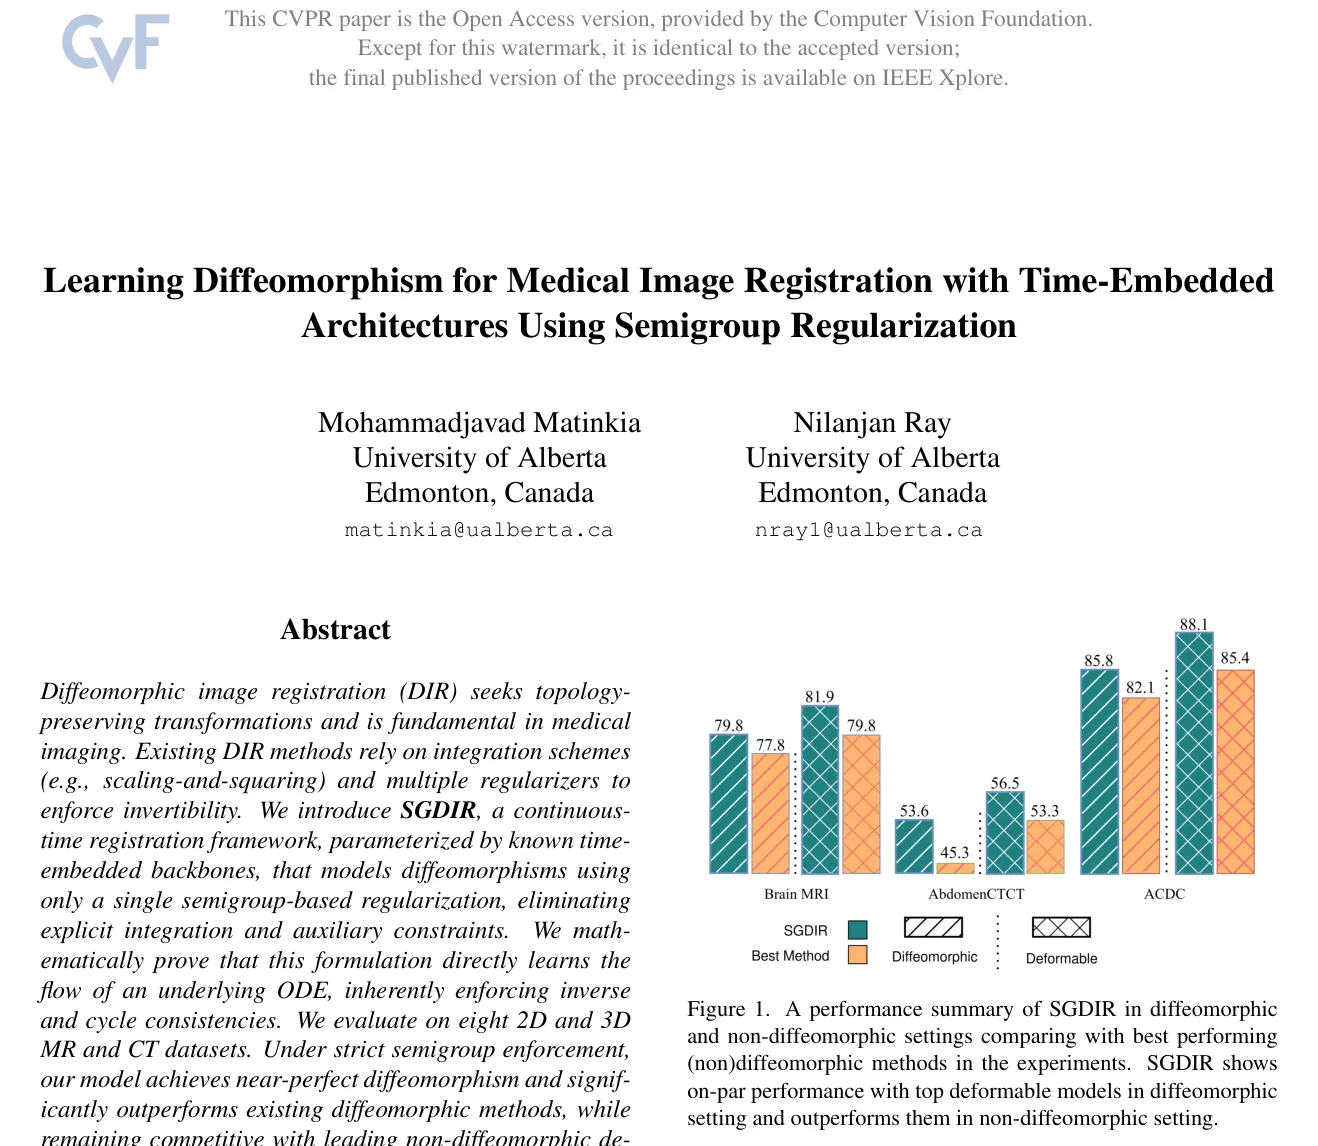 CVF
This CVPR paper is the Open Access version, provided by the Computer Vision Foundation.
Except for this watermark, it is identical to the accepted version;
the final published version of the proceedings is available on IEEE Xplore.
Learning Diffeomorphism for Medical Image Registration with Time-Embedded
Architectures Using Semigroup Regularization
Mohammadjavad Matinkia
University of Alberta
Edmonton, Canada
matinkia@ualberta.ca
Nilanjan Ray
University of Alberta
Edmonton, Canada
nray1@ualberta.ca
Abstract
Diffeomorphic image registration (DIR) seeks topology-
preserving transformations and is fundamental in medical
imaging. Existing DIR methods rely on integration schemes
(e.g., scaling-and-squaring) and multiple regularizers to
enforce invertibility. We introduce SGDIR, a continuous-
time registration framework, parameterized by known time-
embedded backbones, that models diffeomorphisms using
only a single semigroup-based regularization, eliminating
explicit integration and auxiliary constraints. We math-
ematically prove that this formulation directly learns the
flow of an underlying ODE, inherently enforcing inverse
and cycle consistencies. We evaluate on eight 2D and 3D
MR and CT datasets. Under strict semigroup enforcement,
our model achieves near-perfect diffeomorphism and signif-
icantly outperforms existing diffeomorphic methods, while
remaining competitive with leading non-diffeomorphic de-
79.8
77.8
81.9
79.8
53.6
45.3
56.5
53.3
85.8
82.1
88.1
85.4
Brain MRI
AbdomenCTCT
ACDC
SGDIR
Best Method
Diffeomorphic
Deformable
Figure 1. A performance summary of SGDIR in diffeomorphic
and non-diffeomorphic settings comparing with best performing
(non)diffeomorphic methods in the experiments. SGDIR shows
on-par performance with top deformable models in diffeomorphic
setting and outperforms them in non-diffeomorphic setting.